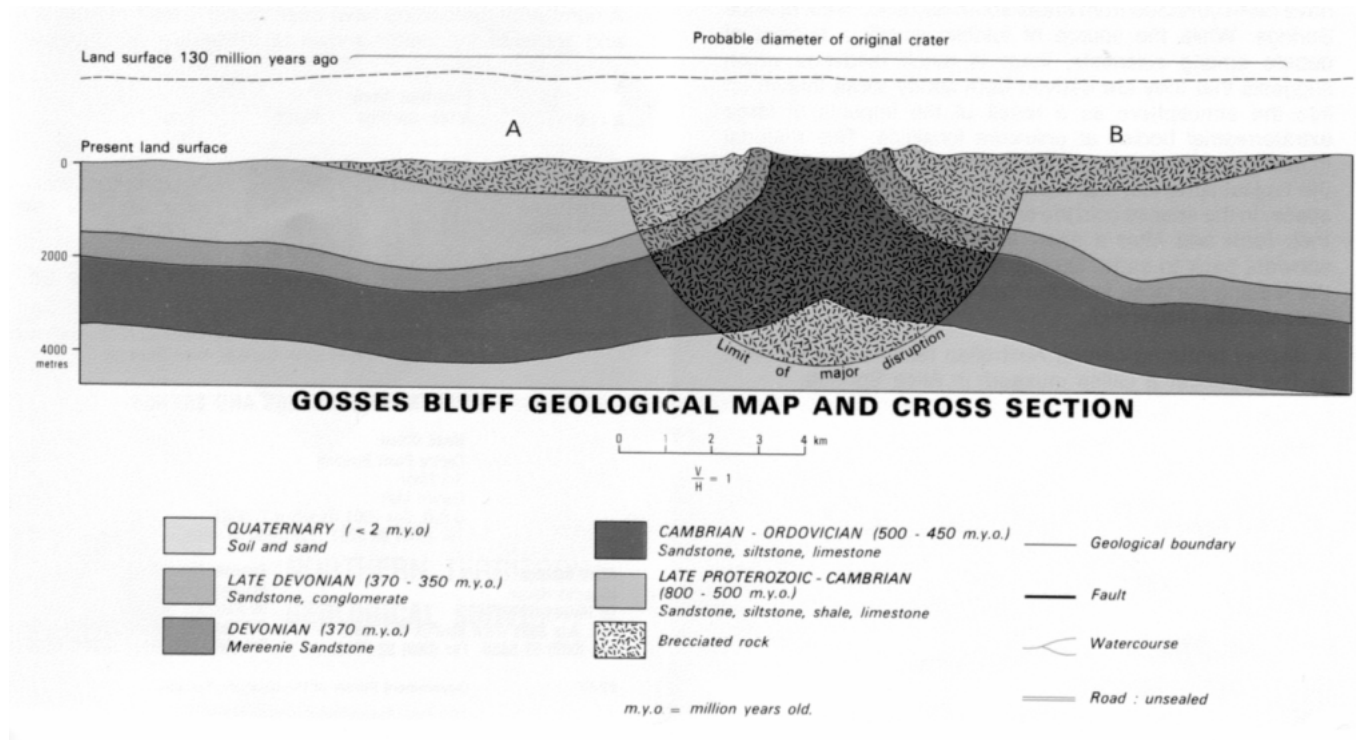 Probable diameter of original crater
Land surface 130 million years ago
A
B
Present land surface
0
2000
4000
metres
Limit of major disruption
GOSSES BLUFF GEOLOGICAL MAP AND CROSS SECTION
0 1 2 3 4 km
V/H = 1
QUATERNARY (< 2 m.y.o)
Soil and sand
LATE DEVONIAN (370 - 350 m.y.o.)
Sandstone, conglomerate
DEVONIAN (370 m.y.o.)
Mereenie Sandstone
CAMBRIAN - ORDOVICIAN (500 - 450 m.y.o.)
Sandstone, siltstone, limestone
LATE PROTEROZOIC - CAMBRIAN
(800 - 500 m.y.o.)
Sandstone, siltstone, shale, limestone
Brecciated rock
m.y.o = million years old.
Geological boundary
Fault
Watercourse
Road : unsealed